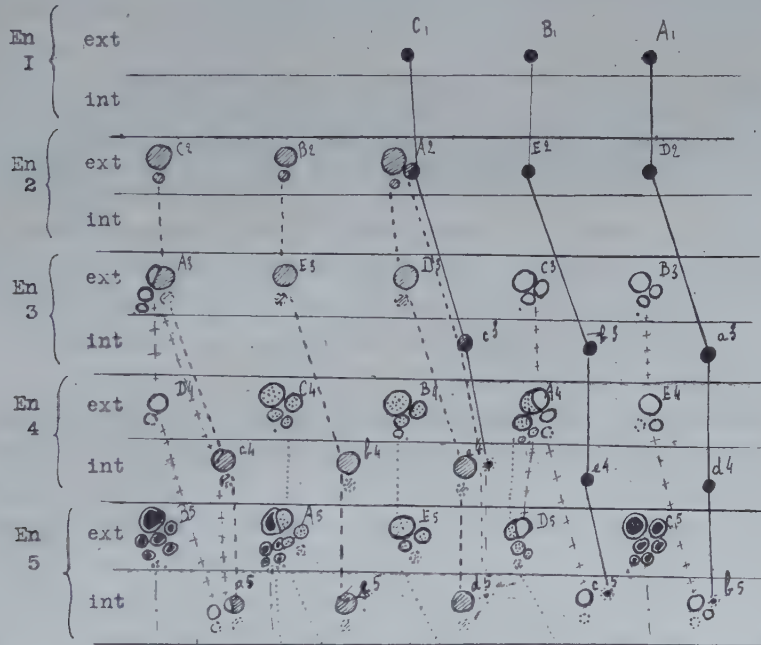 C1 B1 A1
En I ext
int
C2 B2 A2 E2 D2
En 2 ext
int
A3 E3 D3 C3 B3
En 3 ext
c3 f3 a3
int
D4 C4 B4 A4 E4
En 4 ext
c4 b4 e4 e4 d4
int
B5 A5 E5 D5 C5
En 5 ext
a5 d5 c5 b5
int